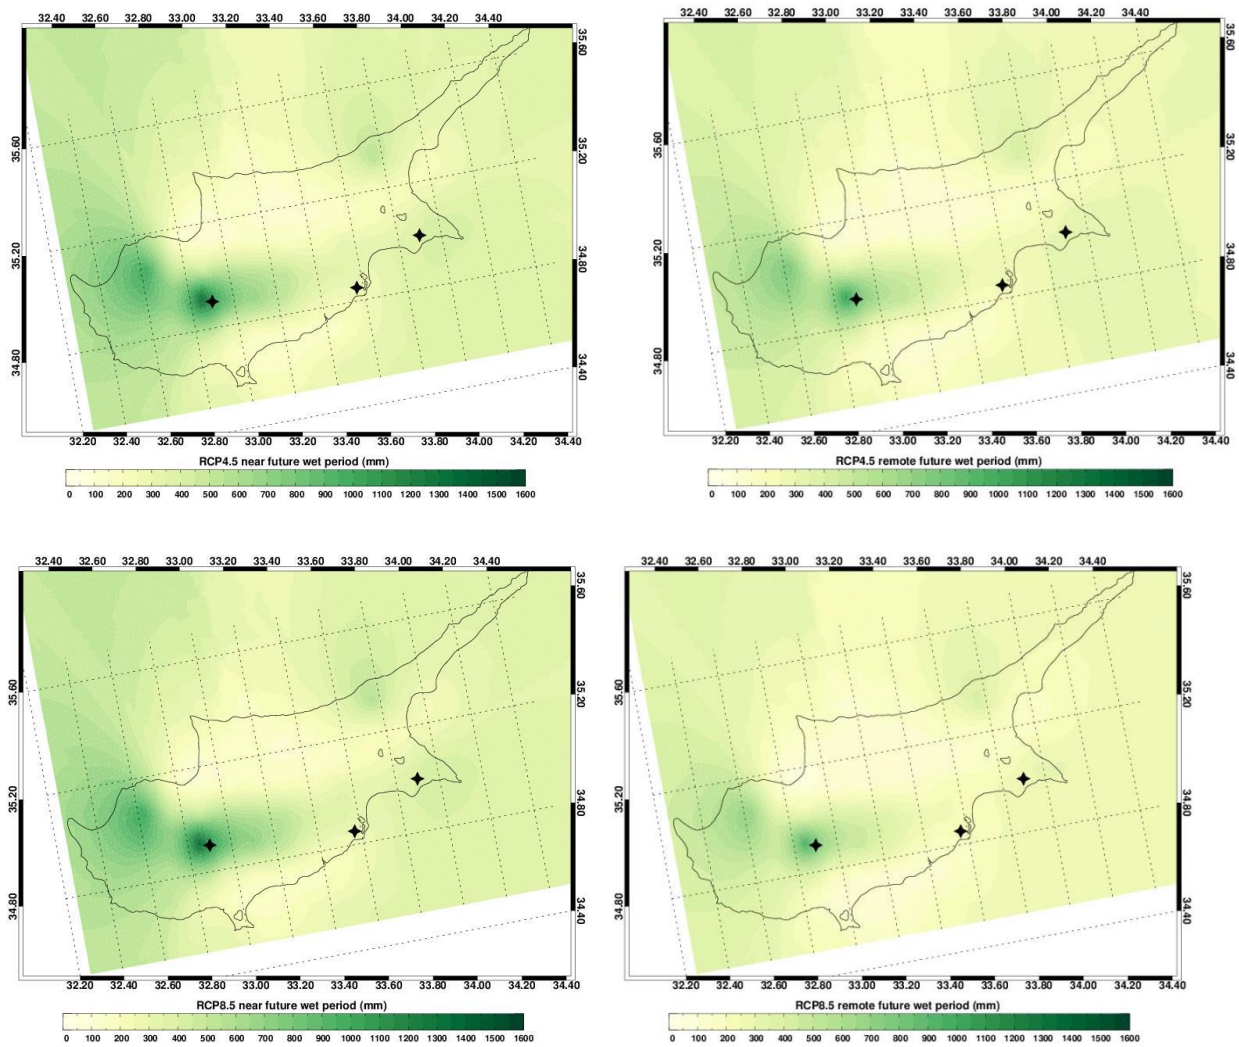 32.40 32.60 32.80 33.00 33.20 33.40 33.60 33.80 34.00 34.20 34.40
35.60
35.20
34.80
34.40
35.60
35.20
34.80
32.20 32.40 32.60 32.80 33.00 33.20 33.40 33.60 33.80 34.00 34.20 34.40
RCP4.5 near future wet period (mm)
0 100 200 300 400 500 600 700 800 900 1000 1100 1200 1300 1400 1500 1600
32.40 32.60 32.80 33.00 33.20 33.40 33.60 33.80 34.00 34.20 34.40
35.60
35.20
34.80
34.40
35.60
35.20
34.80
32.20 32.40 32.60 32.80 33.00 33.20 33.40 33.60 33.80 34.00 34.20 34.40
RCP4.5 remote future wet period (mm)
0 100 200 300 400 500 600 700 800 900 1000 1100 1200 1300 1400 1500 1600
32.40 32.60 32.80 33.00 33.20 33.40 33.60 33.80 34.00 34.20 34.40
35.60
35.20
34.80
34.40
35.60
35.20
34.80
32.20 32.40 32.60 32.80 33.00 33.20 33.40 33.60 33.80 34.00 34.20 34.40
RCP8.5 near future wet period (mm)
0 100 200 300 400 500 600 700 800 900 1000 1100 1200 1300 1400 1500 1600
32.40 32.60 32.80 33.00 33.20 33.40 33.60 33.80 34.00 34.20 34.40
35.60
35.20
34.80
34.40
35.60
35.20
34.80
32.20 32.40 32.60 32.80 33.00 33.20 33.40 33.60 33.80 34.00 34.20 34.40
RCP8.5 remote future wet period (mm)
0 100 200 300 400 500 600 700 800 900 1000 1100 1200 1300 1400 1500 1600